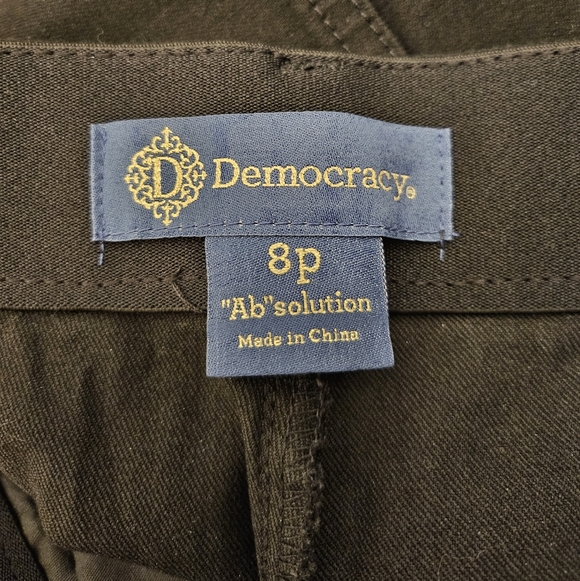 D Democracy®
8p
"Ab"solution
Made in China